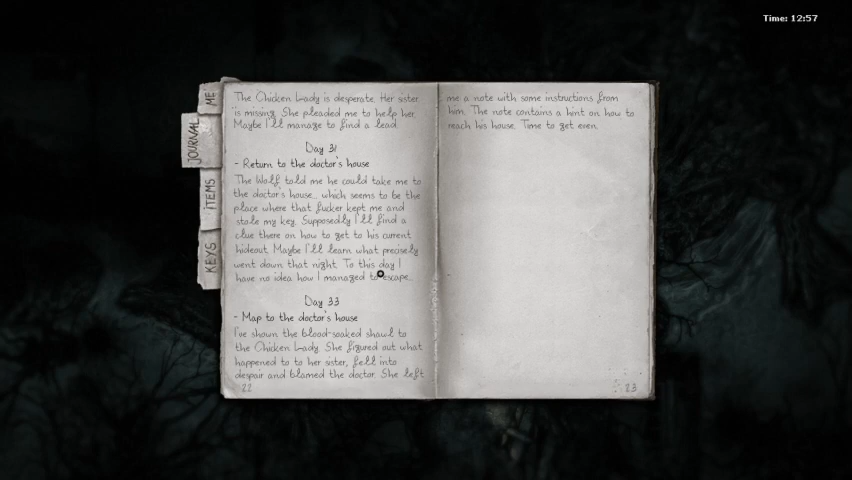 Time: 12:57
ME
JOURNAL
ITEMS
KEYS
The Chicken Lady is desperate. Her sister
is missing. She pleaded me to help her.
Maybe I'll manage to find a lead.
Day 31
- Return to the doctor's house
The Wolf told me he could take me to
the doctor's house... which seems to be the
place where that fucker kept me and
stole my key. Supposedly I'll find a
clue there on how to get to his current
hideout. Maybe I'll learn what precisely
went down that night. To this day I
have no idea how I managed to escape...
Day 33
- Map to the doctor's house
I've shown the blood-soaked shawl to
the Chicken Lady. She figured out what
happened to to her sister, fell into
despair and blamed the doctor. She left
22
me a note with some instructions from
him. The note contains a hint on how to
reach his house. Time to get even.
23